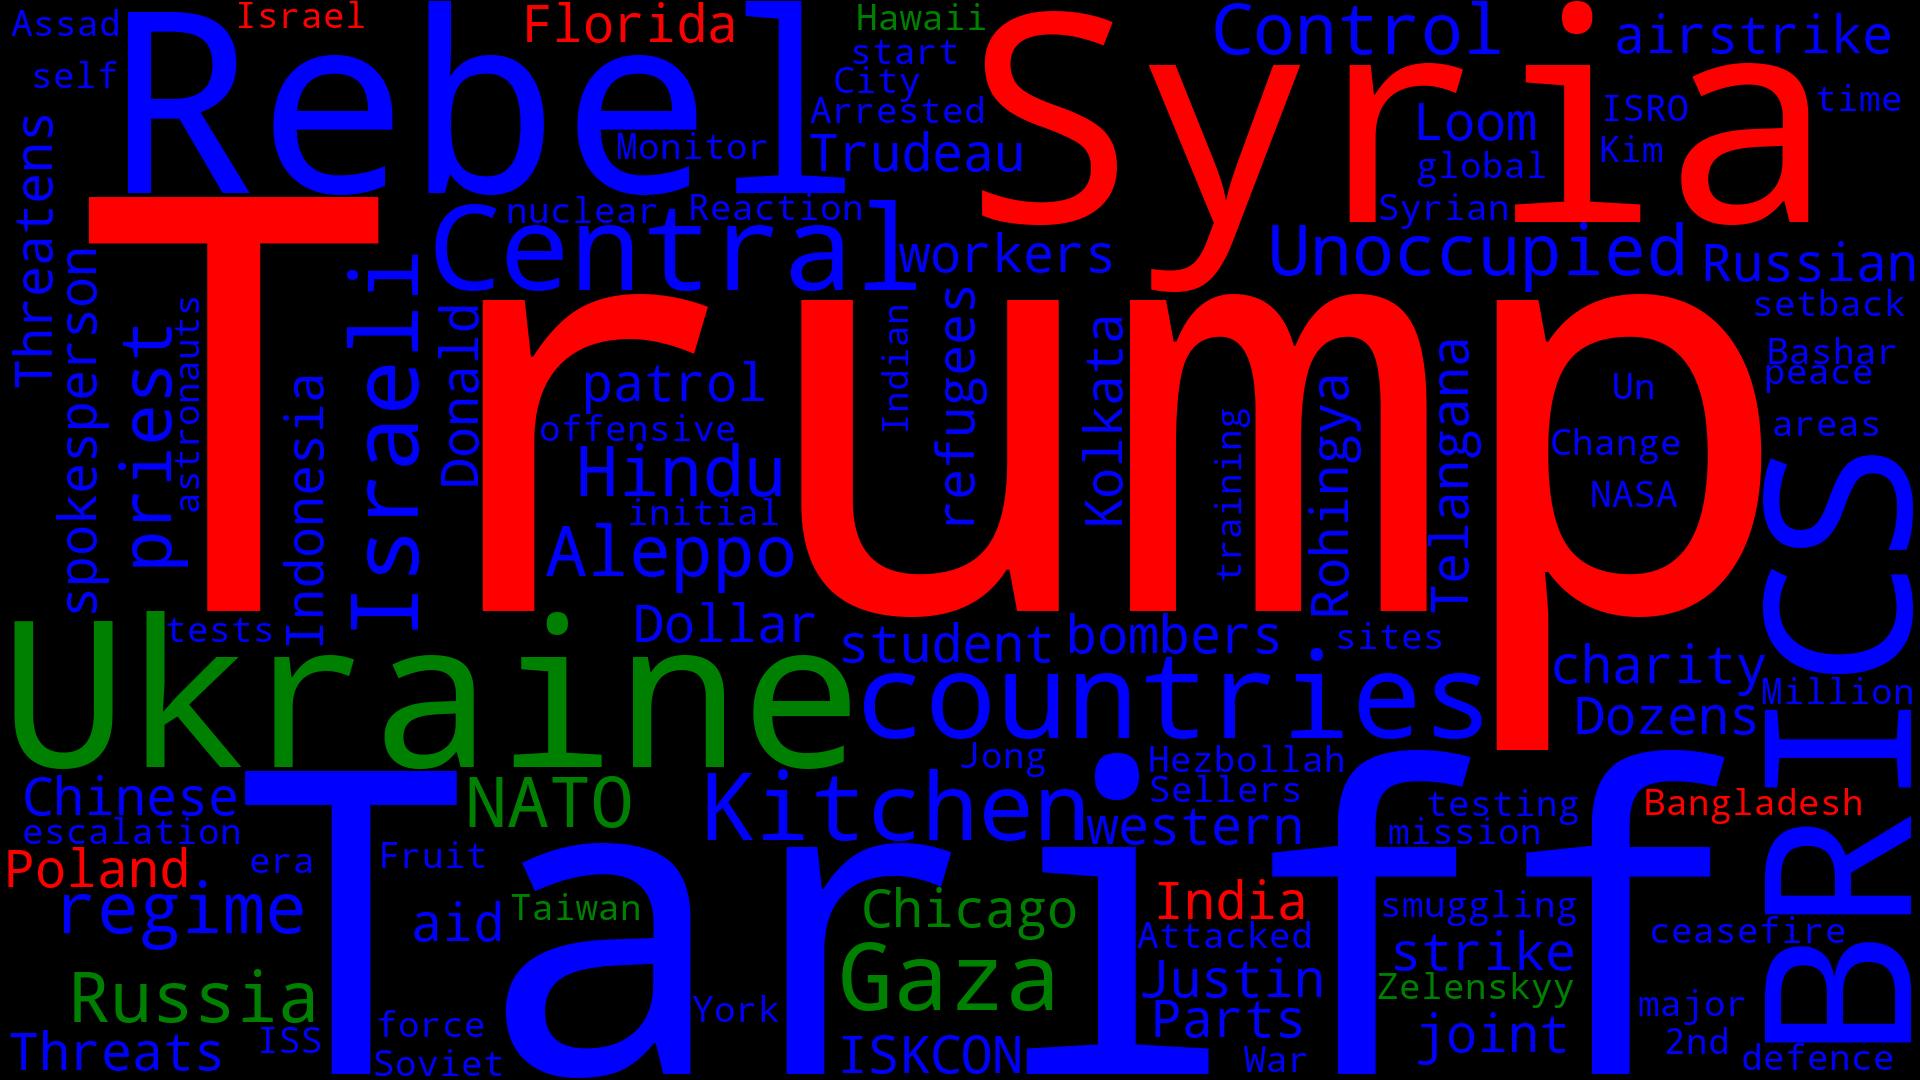 Assad
Israel
Florida
Hawaii
Control
airstrike
self
Rebel
start
City
Syria
Arrested
Monitor
Trudeau
Loom
global
ISRO
Kim
time
Threatens
Central
nuclear
Reaction
workers
Syrian
Unoccupied
Russian
setback
spokesperson
priest
astronauts
Indonesia
Israeli
Donald
Trump
patrol
offensive
Hindu
initial
Aleppo
Indian
refugees
Kolkata
training
Rohingya
Telangana
Un
Change
NASA
Bashar
peace
areas
BRICS
Ukraine
tests
Dollar
student
bombers
sites
countries
charity
Million
Dozens
Jong
Hezbollah
Chinese
escalation
NATO
Kitchen
Sellers
western
testing
mission
Bangladesh
Poland
era
Fruit
regime
Tariff
aid
Taiwan
Chicago
India
Attacked
smuggling
strike
ceasefire
Russia
Gaza
Justin
Zelenskyy
Threats
ISS
force
Soviet
York
ISKCON
Parts
War
joint
major
2nd
defence